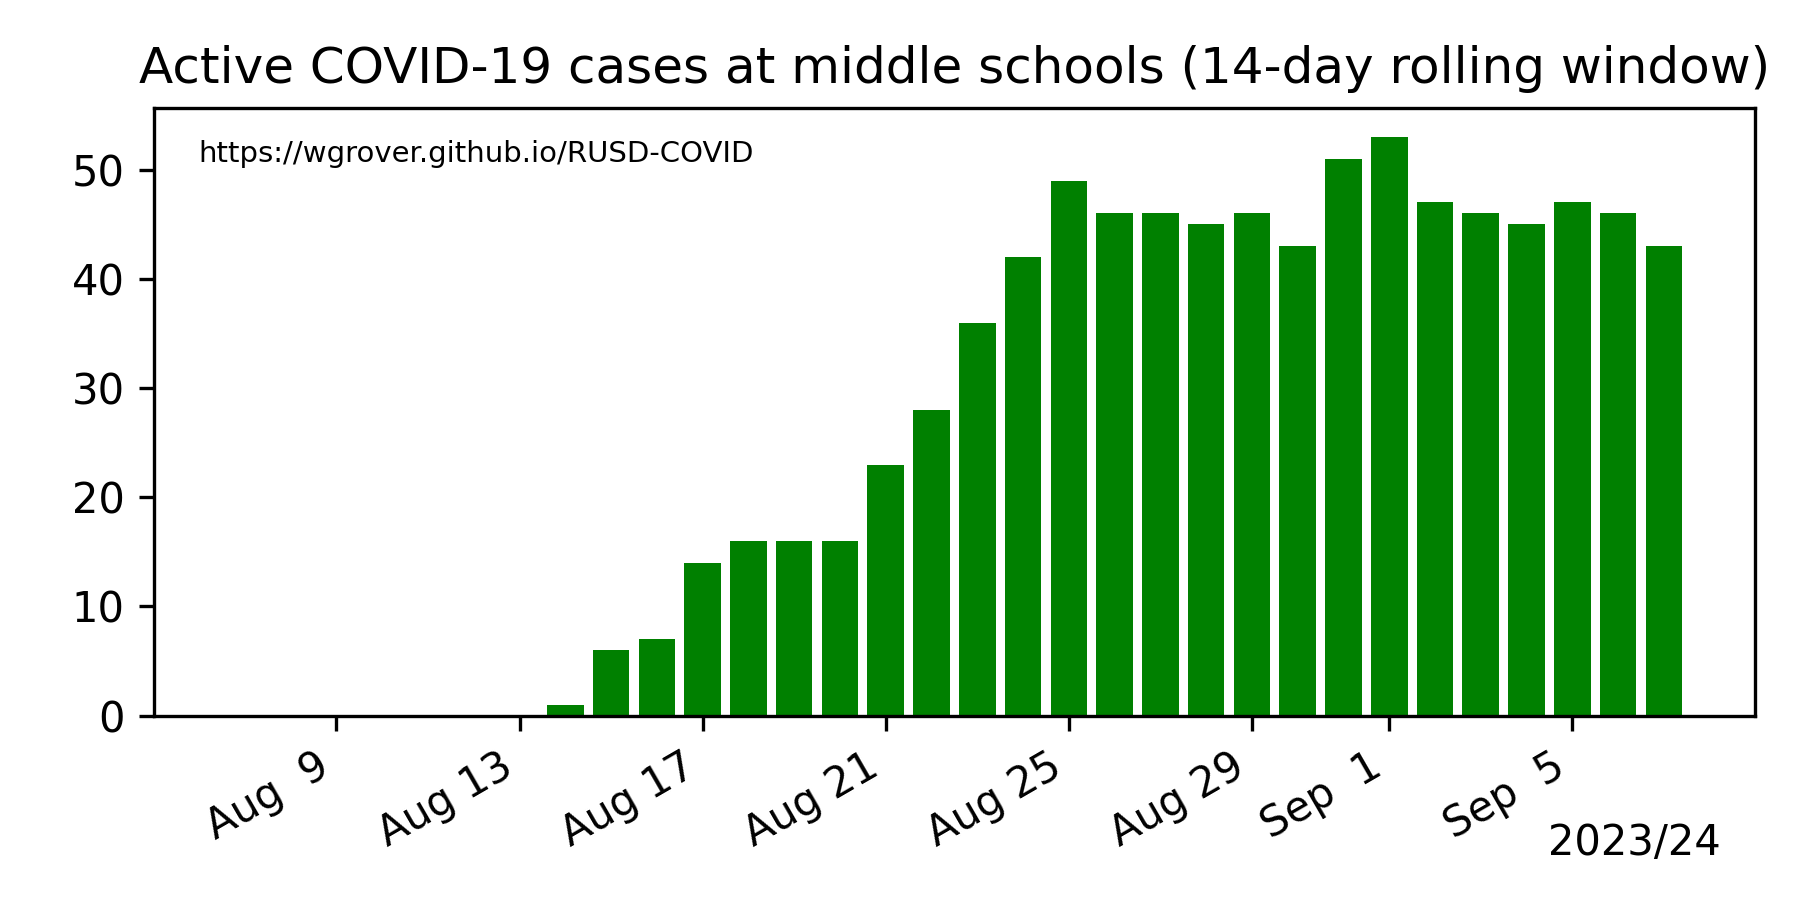 Active COVID-19 cases at middle schools (14-day rolling window)
https://wgrover.github.io/RUSD-COVID
50
40
30
20
10
0
Aug 9
Aug 13
Aug 17
Aug 21
Aug 25
Aug 29
Sep 1
Sep 5
2023/24